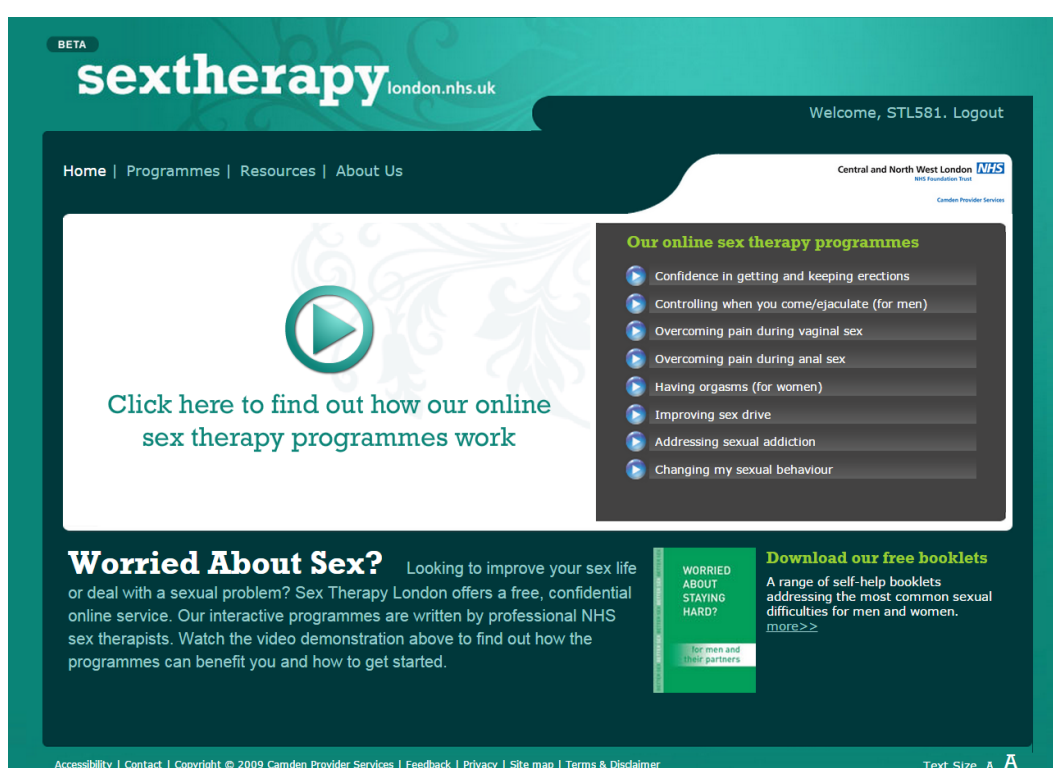 BETA
sextherapylondon.nhs.uk
Welcome, STL581. Logout
Home | Programmes | Resources | About Us
Central and North West London NHS
NHS Foundation Trust
Camden Provider Services
Click here to find out how our online
sex therapy programmes work
Our online sex therapy programmes
Confidence in getting and keeping erections
Controlling when you come/ejaculate (for men)
Overcoming pain during vaginal sex
Overcoming pain during anal sex
Having orgasms (for women)
Improving sex drive
Addressing sexual addiction
Changing my sexual behaviour
Worried About Sex? Looking to improve your sex life
or deal with a sexual problem? Sex Therapy London offers a free, confidential
online service. Our interactive programmes are written by professional NHS
sex therapists. Watch the video demonstration above to find out how the
programmes can benefit you and how to get started.
WORRIED
ABOUT
STAYING
HARD?
for men and
their partners
Download our free booklets
A range of self-help booklets
addressing the most common sexual
difficulties for men and women.
more>>
Accessibility | Contact | Copyright © 2009 Camden Provider Services | Feedback | Privacy | Site map | Terms & Disclaimer
Text Size A A